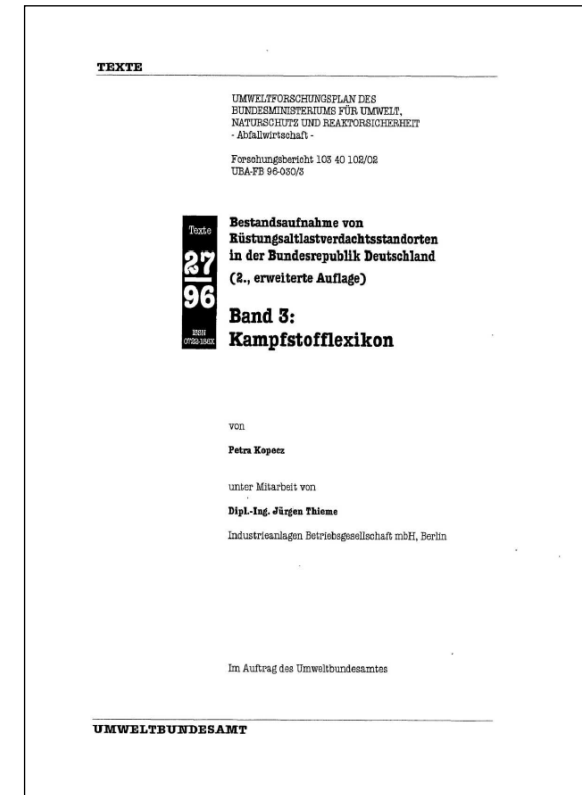 TEXTE
UMWELTFORSCHUNGSPLAN DES
BUNDESMINISTERIUMS FÜR UMWELT,
NATURSCHUTZ UND REAKTORSICHERHEIT
- Abfallwirtschaft -
Forschungsbericht 103 40 102/02
UBA-FB 96-030/3
Texte
27
96
ISSN
0722-186X
Bestandsaufnahme von
Rüstungsaltlastverdachtsstandorten
in der Bundesrepublik Deutschland
(2., erweiterte Auflage)
Band 3:
Kampfstofflexikon
von
Petra Kopecz
unter Mitarbeit von
Dipl.-Ing. Jürgen Thieme
Industrieanlagen Betriebsgesellschaft mbH, Berlin
Im Auftrag des Umweltbundesamtes
UMWELTBUNDESAMT